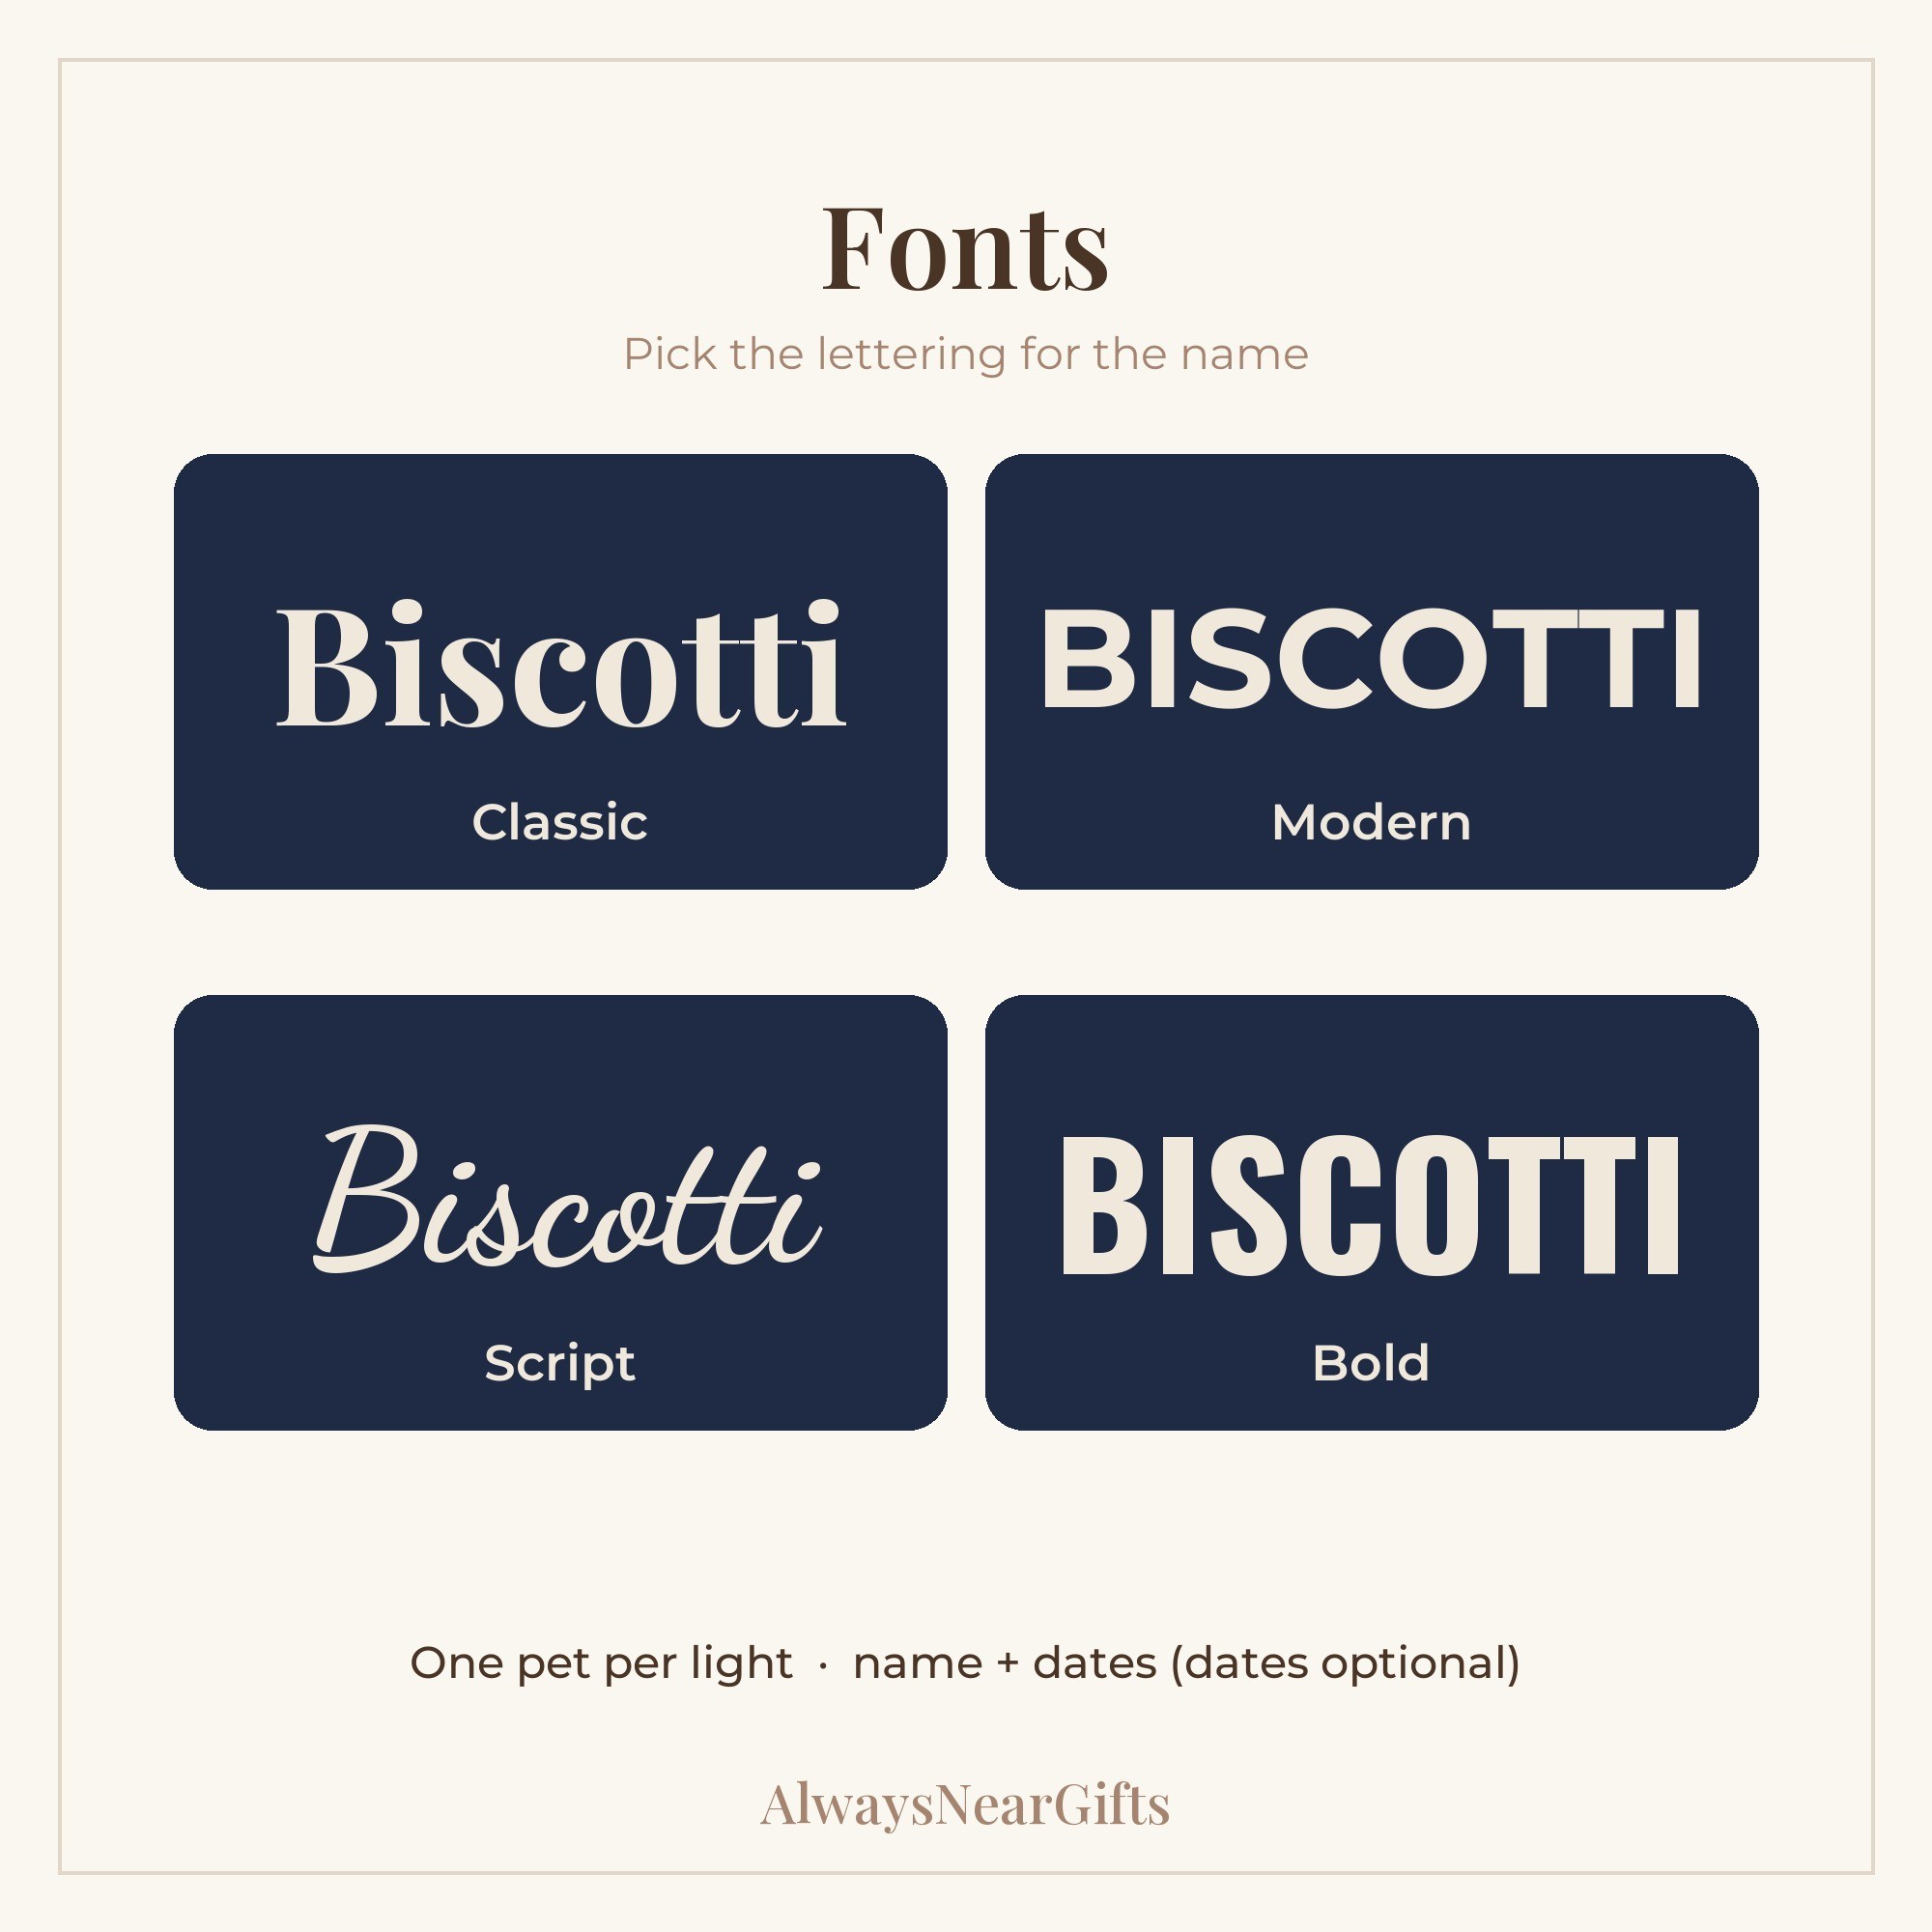 Fonts
Pick the lettering for the name
Biscotti
Classic
BISCOTTI
Modern
Biscotti
Script
BISCOTTI
Bold
One pet per light · name + dates (dates optional)
AlwaysNearGifts